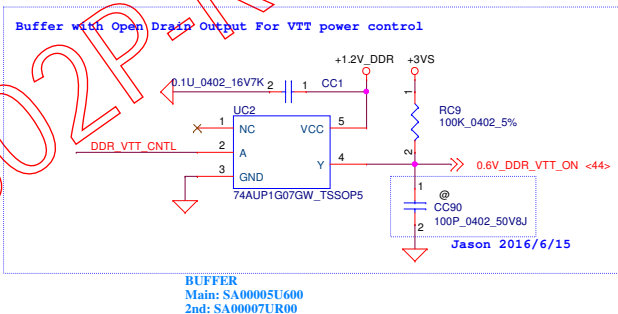 Buffer with Open Drain Output For VTT power control
+1.2V_DDR +3VS
0.1U_0402_16V7K 2 1 CC1
UC2
1 NC VCC 5
DDR_VTT_CNTL 2 A
Y 4
3 GND
74AUP1G07GW_TSSOP5
1
RC9
100K_0402_5%
2
0.6V_DDR_VTT_ON <44>
1 @
CC90
100P_0402_50V8J
2
Jason 2016/6/15
BUFFER
Main: SA00005U600
2nd: SA00007UR00